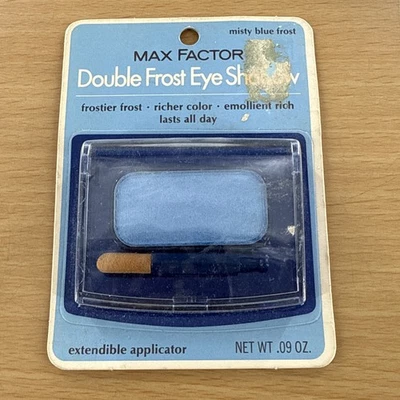 misty blue frost
MAX FACTOR
Double Frost Eye Shadow
frostier frost · richer color · emollient rich
lasts all day
extendible applicator
NET WT .09 OZ.